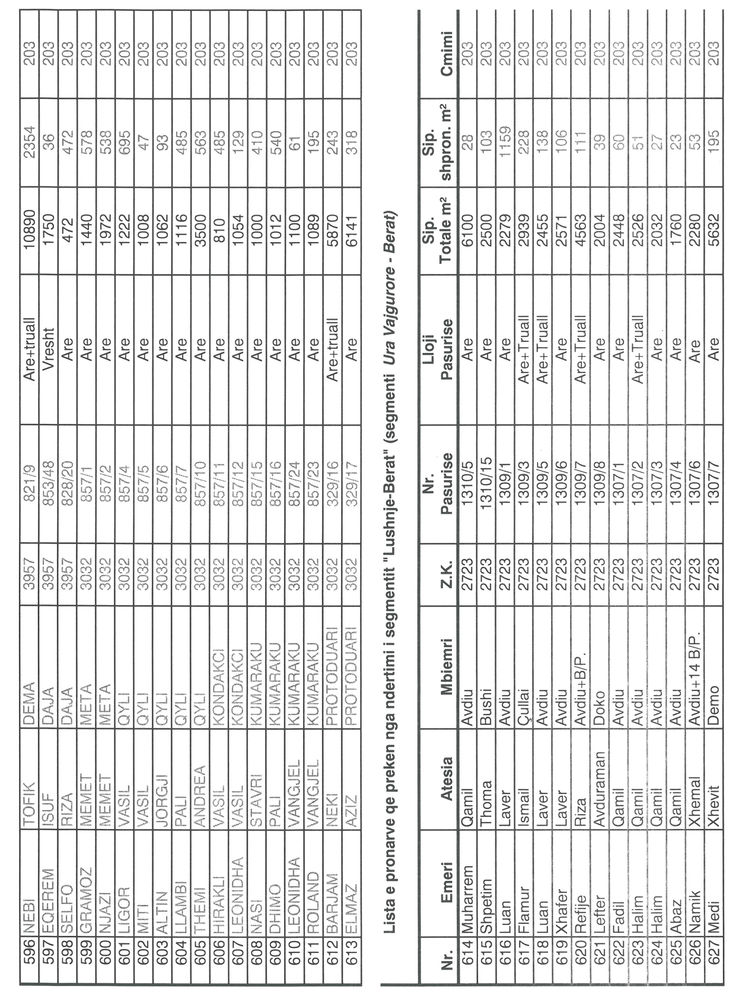 596 NEBI TOFIK DEMA 3957 821/9 Are+truall 10890 2354 203
597 EQEREM ISUF DAJA 3957 853/48 Vresht 1750 36 203
598 SELFO RIZA DAJA 3957 828/20 Are 472 472 203
599 GRAMOZ MEMET META 3032 857/1 Are 1440 578 203
600 NJAZI MEMET META 3032 857/2 Are 1972 538 203
601 LIGOR VASIL QYLI 3032 857/4 Are 1222 695 203
602 MITI VASIL QYLI 3032 857/5 Are 1008 47 203
603 ALTIN JORGJI QYLI 3032 857/6 Are 1062 93 203
604 LLAMBI PALI QYLI 3032 857/7 Are 1116 485 203
605 THEMI ANDREA QYLI 3032 857/10 Are 3500 563 203
606 HIRAKLI VASIL KONDAKCI 3032 857/11 Are 810 485 203
607 LEONIDHA VASIL KONDAKCI 3032 857/12 Are 1054 129 203
608 NASI STAVRI KUMARAKU 3032 857/15 Are 1000 410 203
609 DHIMO PALI KUMARAKU 3032 857/16 Are 1012 540 203
610 LEONIDHA VANGJEL KUMARAKU 3032 857/24 Are 1100 61 203
611 ROLAND VANGJEL KUMARAKU 3032 857/23 Are 1089 195 203
612 BARJAM NEKI PROTODUARI 3032 329/16 Are+truall 5870 243 203
613 ELMAZ AZIZ PROTODUARI 3032 329/17 Are 6141 318 203
Lista e pronarve qe preken nga ndertimi i segmentit "Lushnje-Berat" (segmenti Ura Vajgurore - Berat)
Nr. Emeri Atesia Mbiemri Z.K. Nr. Pasurise Lloji Pasurise Sip. Totale m² Sip. shpron. m² Cmimi
614 Muharrem Qamil Avdiu 2723 1310/5 Are 6100 28 203
615 Shpetim Thoma Bushi 2723 1310/15 Are 2500 103 203
616 Luan Laver Avdiu 2723 1309/1 Are 2279 1159 203
617 Flamur Ismail Çullai 2723 1309/3 Are+Truall 2939 228 203
618 Luan Laver Avdiu 2723 1309/5 Are+Truall 2455 138 203
619 Xhafer Laver Avdiu 2723 1309/6 Are 2571 106 203
620 Refije Riza Avdiu+B/P. 2723 1309/7 Are+Truall 4563 111 203
621 Lefter Avduraman Doko 2723 1309/8 Are 2004 39 203
622 Fadil Qamil Avdiu 2723 1307/1 Are 2448 60 203
623 Halim Qamil Avdiu 2723 1307/2 Are+Truall 2526 51 203
624 Halim Qamil Avdiu 2723 1307/3 Are 2032 27 203
625 Abaz Qamil Avdiu 2723 1307/4 Are 1760 23 203
626 Namik Xhemal Avdiu+14 B/P. 2723 1307/6 Are 2280 53 203
627 Medi Xhevit Demo 2723 1307/7 Are 5632 195 203